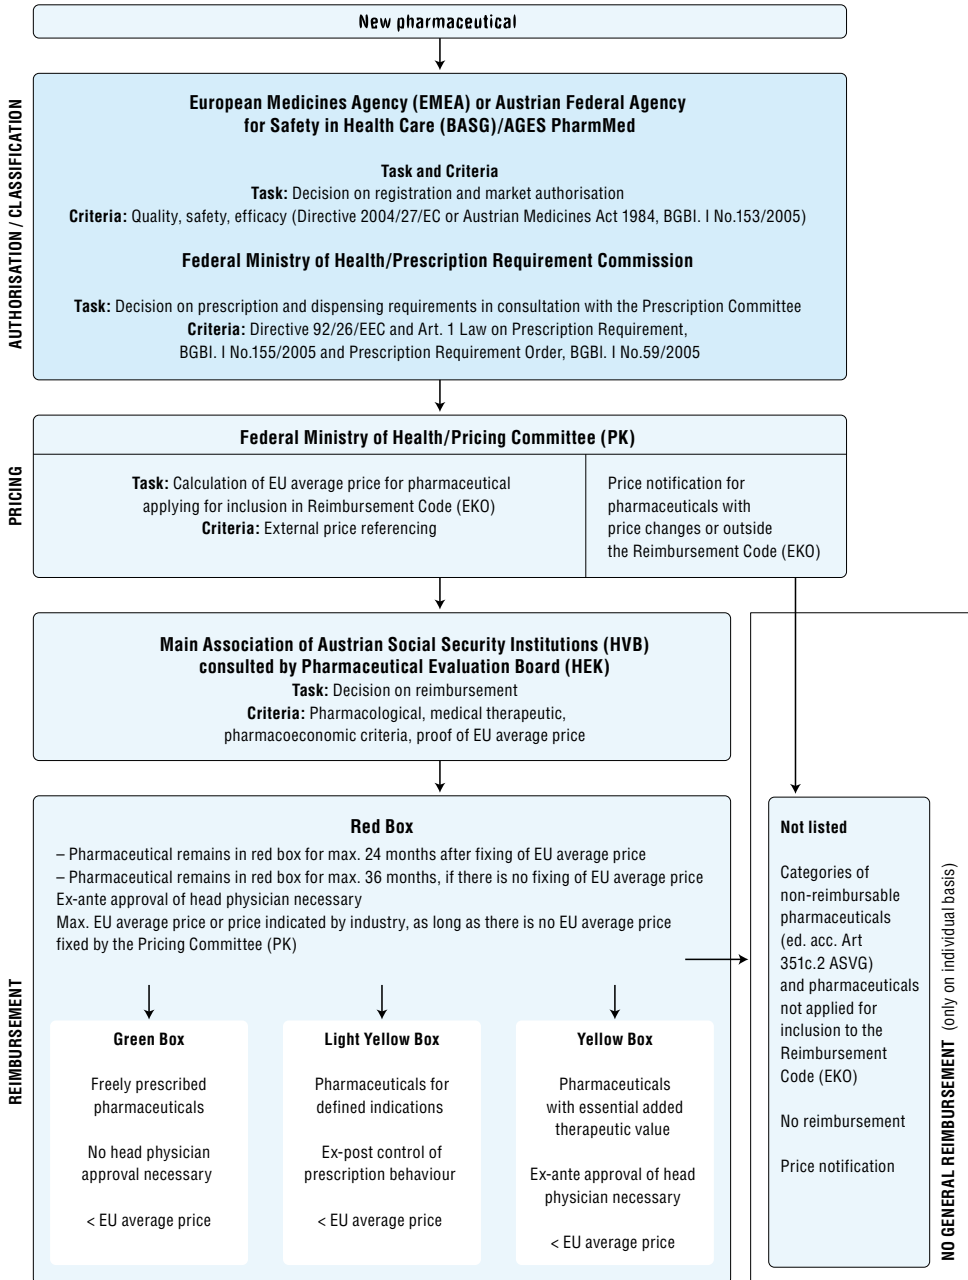 New pharmaceutical
AUTHORISATION / CLASSIFICATION
European Medicines Agency (EMEA) or Austrian Federal Agency
for Safety in Health Care (BASG)/AGES PharmMed
Task and Criteria
Task: Decision on registration and market authorisation
Criteria: Quality, safety, efficacy (Directive 2004/27/EC or Austrian Medicines Act 1984, BGBI. I No.153/2005)
Federal Ministry of Health/Prescription Requirement Commission
Task: Decision on prescription and dispensing requirements in consultation with the Prescription Committee
Criteria: Directive 92/26/EEC and Art. 1 Law on Prescription Requirement,
BGBI. I No.155/2005 and Prescription Requirement Order, BGBI. I No.59/2005
PRICING
Federal Ministry of Health/Pricing Committee (PK)
Task: Calculation of EU average price for pharmaceutical
applying for inclusion in Reimbursement Code (EKO)
Criteria: External price referencing
Price notification for
pharmaceuticals with
price changes or outside
the Reimbursement Code (EKO)
Main Association of Austrian Social Security Institutions (HVB)
consulted by Pharmaceutical Evaluation Board (HEK)
Task: Decision on reimbursement
Criteria: Pharmacological, medical therapeutic,
pharmacoeconomic criteria, proof of EU average price
REIMBURSEMENT
Red Box
– Pharmaceutical remains in red box for max. 24 months after fixing of EU average price
– Pharmaceutical remains in red box for max. 36 months, if there is no fixing of EU average price
Ex-ante approval of head physician necessary
Max. EU average price or price indicated by industry, as long as there is no EU average price
fixed by the Pricing Committee (PK)
Green Box
Freely prescribed
pharmaceuticals
No head physician
approval necessary
< EU average price
Light Yellow Box
Pharmaceuticals for
defined indications
Ex-post control of
prescription behaviour
< EU average price
Yellow Box
Pharmaceuticals
with essential added
therapeutic value
Ex-ante approval of head
physician necessary
< EU average price
Not listed
Categories of
non-reimbursable
pharmaceuticals
(ed. acc. Art
351c.2 ASVG)
and pharmaceuticals
not applied for
inclusion to the
Reimbursement
Code (EKO)
No reimbursement
Price notification
NO GENERAL REIMBURSEMENT (only on individual basis)